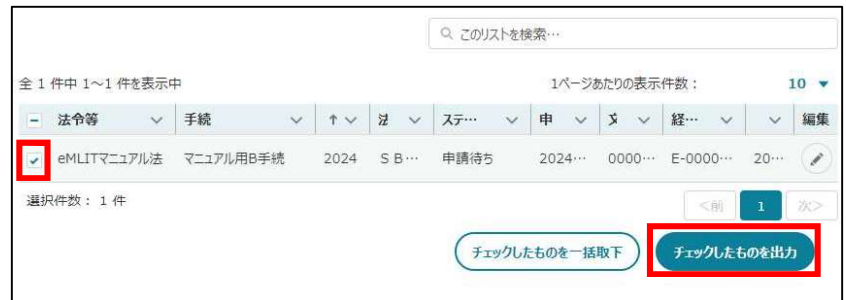 このリストを検索…
全 1 件中 1～1 件を表示中 1ページあたりの表示件数： 10
法令等 手続 ↑ ステ… 申 経… 編集
eMLITマニュアル法 マニュアル用B手続 2024 S B… 申請待ち 2024… 0000… E-0000… 20…
選択件数： 1 件
<前 1 次>
チェックしたものを一括取下 チェックしたものを出力